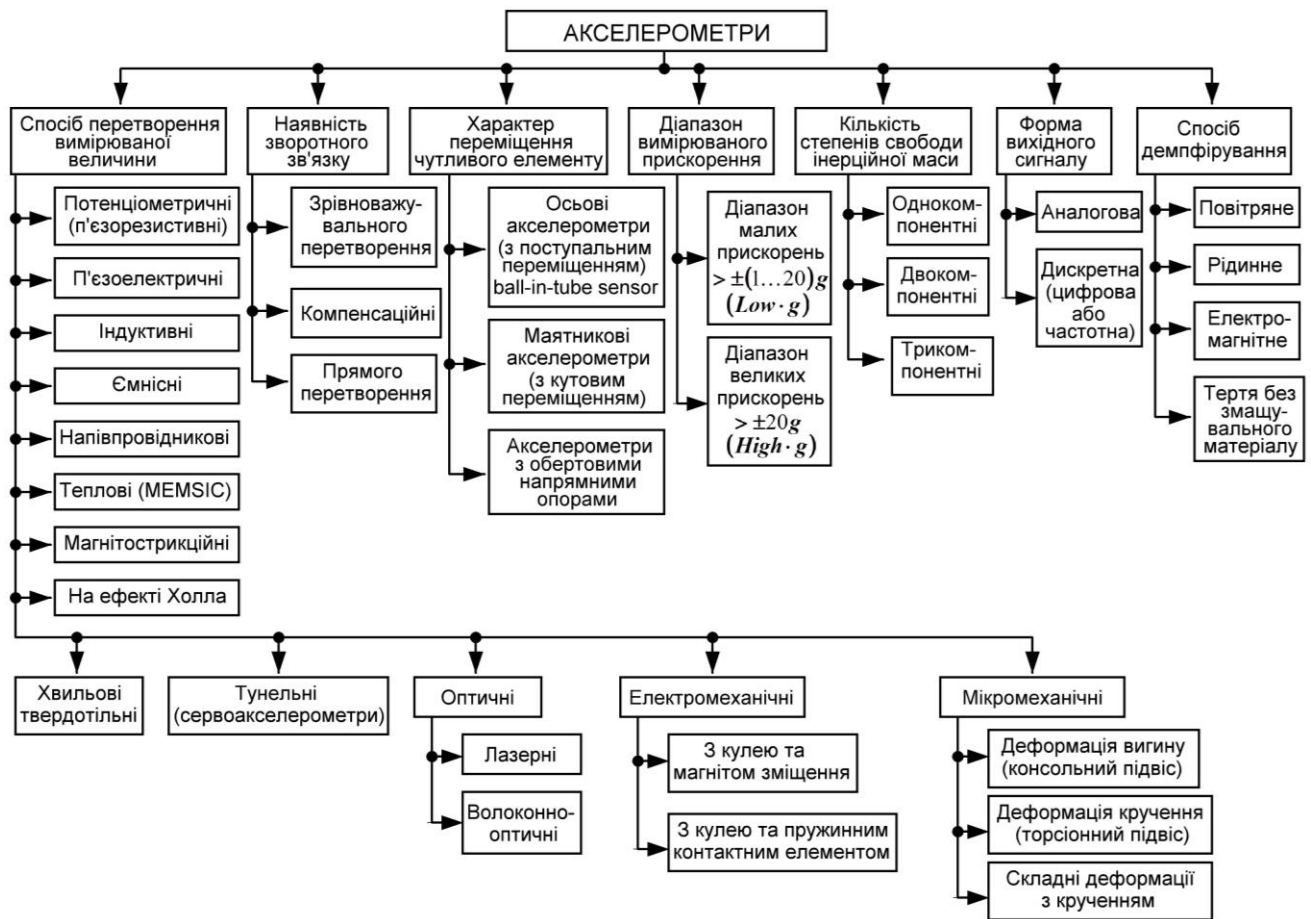 АКСЕЛЕРОМЕТРИ
Спосіб перетворення
вимірюваної
величини
Потенціометричні
(п'єзорезистивні)
П'єзоелектричні
Індуктивні
Ємнісні
Напівпровідникові
Теплові (MEMSIC)
Магнітострикційні
На ефекті Холла
Наявність
зворотного
зв'язку
Зрівноважу-
вального
перетворення
Компенсаційні
Прямого
перетворення
Характер
переміщення
чутливого елементу
Осьові
акселерометри
(з поступальним
переміщенням)
ball-in-tube sensor
Маятникові
акселерометри
(з кутовим
переміщенням)
Акселерометри
з обертовими
напрямними
опорами
Діапазон
вимірюваного
прискорення
Діапазон
малих
прискорень
> ±(1…20)g
(Low · g)
Діапазон
великих
прискорень
> ±20g
(High · g)
Кількість
степенів свободи
інерційної маси
Одноком-
понентні
Двоком-
понентні
Триком-
понентні
Форма
вихідного
сигналу
Аналогова
Дискретна
(цифрова
або
частотна)
Спосіб
демпфірування
Повітряне
Рідинне
Електро-
магнітне
Тертя без
змащу-
вального
матеріалу
Хвильові
твердотільні
Тунельні
(сервоакселерометри)
Оптичні
Лазерні
Волоконно-
оптичні
Електромеханічні
З кулею та
магнітом зміщення
З кулею та пружинним
контактним елементом
Мікромеханічні
Деформація вигину
(консольний підвіс)
Деформація кручення
(торсіонний підвіс)
Складні деформації
з крученням